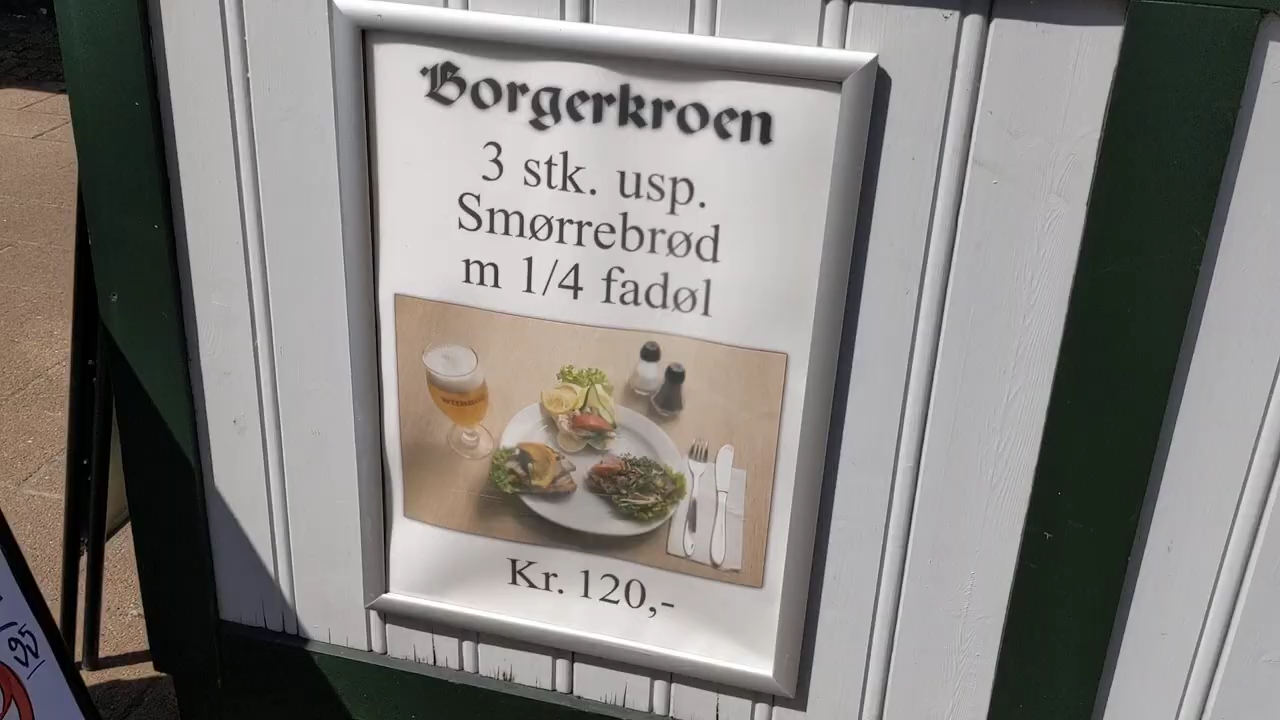 Borgerkroen
3 stk. usp.
Smørrebrød
m 1/4 fadøl
Kr. 120,-